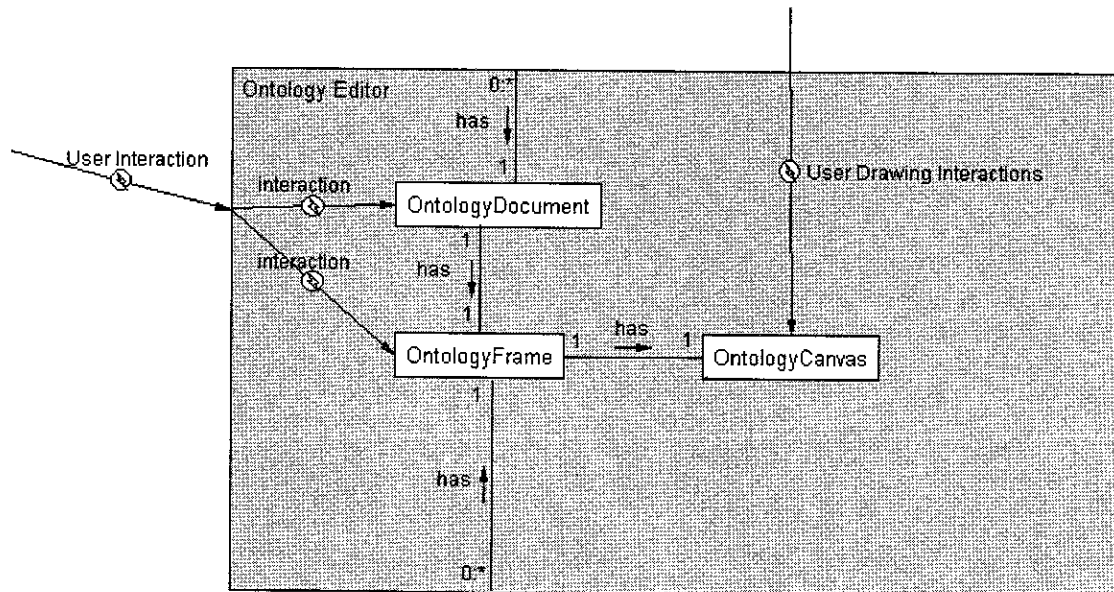 Ontology Editor
0:*
has
1
User Interaction
interaction
User Drawing Interactions
OntologyDocument
1
has
interaction
1
OntologyFrame
1
has
1
OntologyCanvas
1
has
0:*